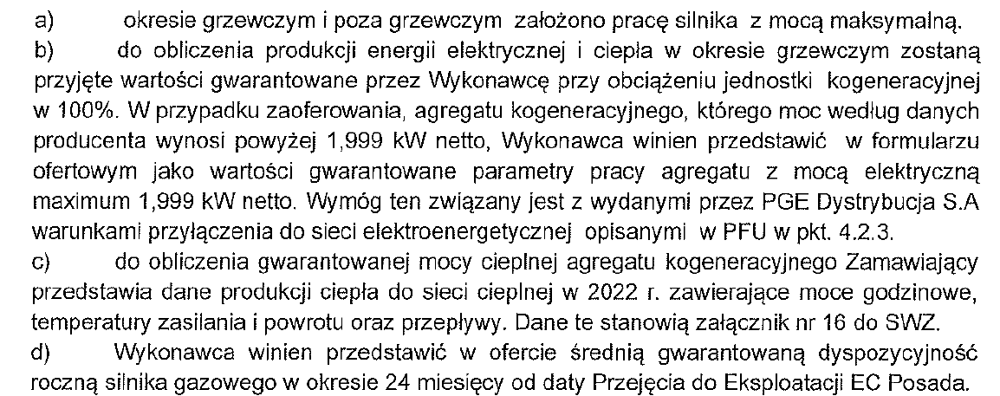 a) okresie grzewczym i poza grzewczym założono pracę silnika z mocą maksymalną.
b) do obliczenia produkcji energii elektrycznej i ciepła w okresie grzewczym zostaną
przyjęte wartości gwarantowane przez Wykonawcę przy obciążeniu jednostki kogeneracyjnej
w 100%. W przypadku zaoferowania, agregatu kogeneracyjnego, którego moc według danych
producenta wynosi powyżej 1,999 kW netto, Wykonawca winien przedstawić w formularzu
ofertowym jako wartości gwarantowane parametry pracy agregatu z mocą elektryczną
maximum 1,999 kW netto. Wymóg ten związany jest z wydanymi przez PGE Dystrybucja S.A
warunkami przyłączenia do sieci elektroenergetycznej opisanymi w PFU w pkt. 4.2.3.
c) do obliczenia gwarantowanej mocy cieplnej agregatu kogeneracyjnego Zamawiający
przedstawia dane produkcji ciepła do sieci cieplnej w 2022 r. zawierające moce godzinowe,
temperatury zasilania i powrotu oraz przepływy. Dane te stanowią załącznik nr 16 do SWZ.
d) Wykonawca winien przedstawić w ofercie średnią gwarantowaną dyspozycyjność
roczną silnika gazowego w okresie 24 miesięcy od daty Przejęcia do Eksploatacji EC Posada.